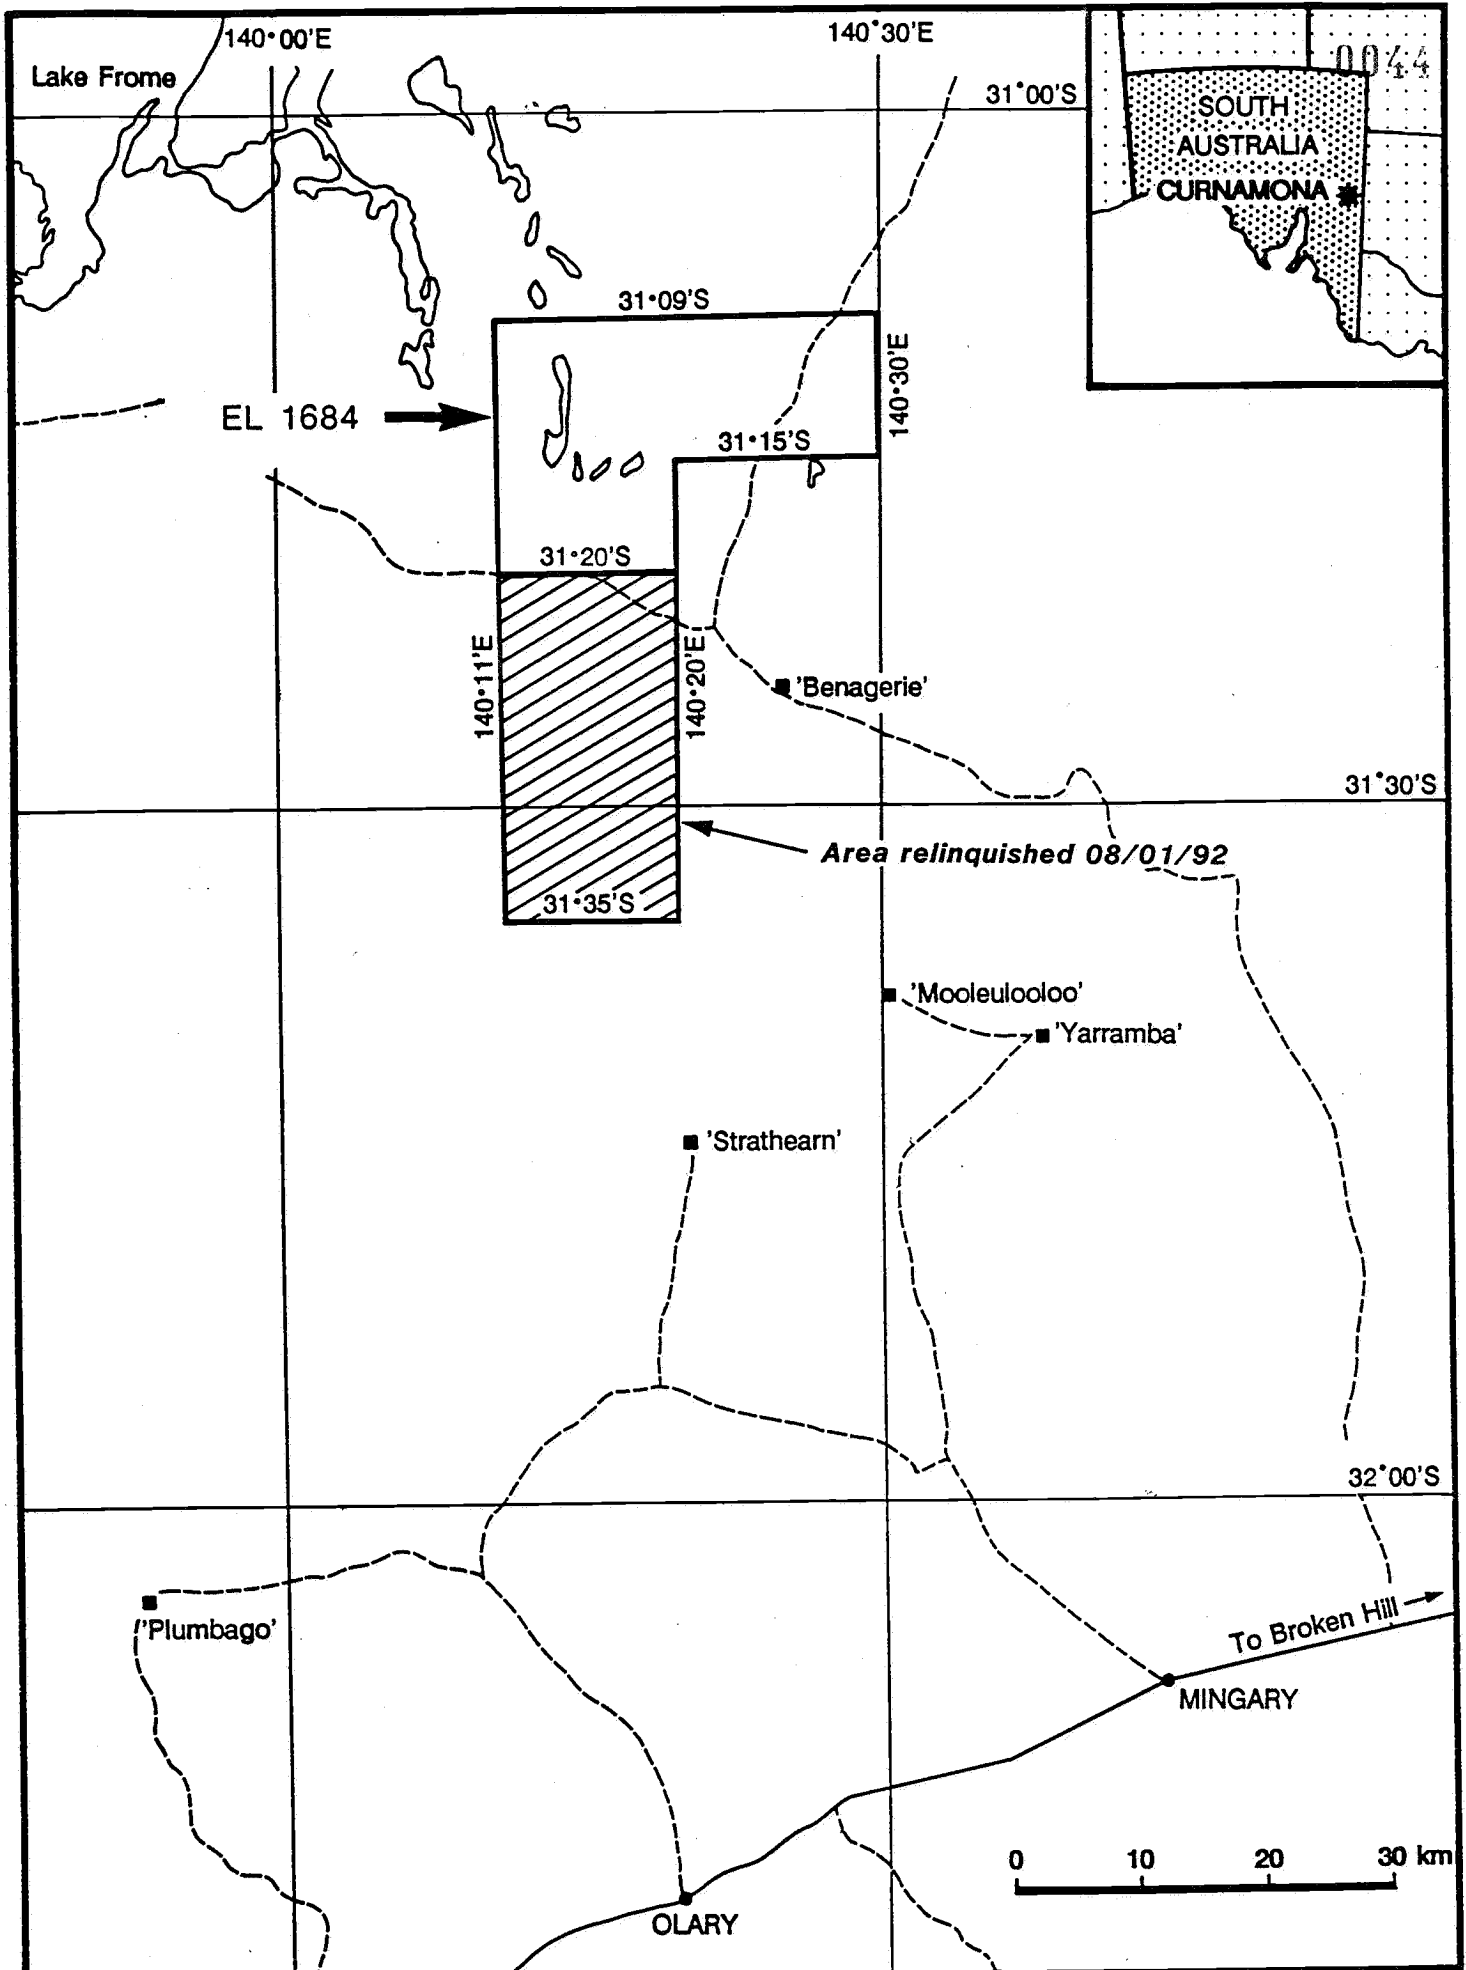 140°00'E
140°30'E
Lake Frome
31°00'S
0044
SOUTH
AUSTRALIA
CURNAMONA
31°09'S
140°30'E
EL 1684
31°15'S
31°20'S
140°11'E
140°20'E
'Benagerie'
31°30'S
Area relinquished 08/01/92
31°35'S
'Mooleulooloo'
'Yarramba'
'Strathearn'
32°00'S
'Plumbago'
To Broken Hill
MINGARY
0 10 20 30 km
OLARY